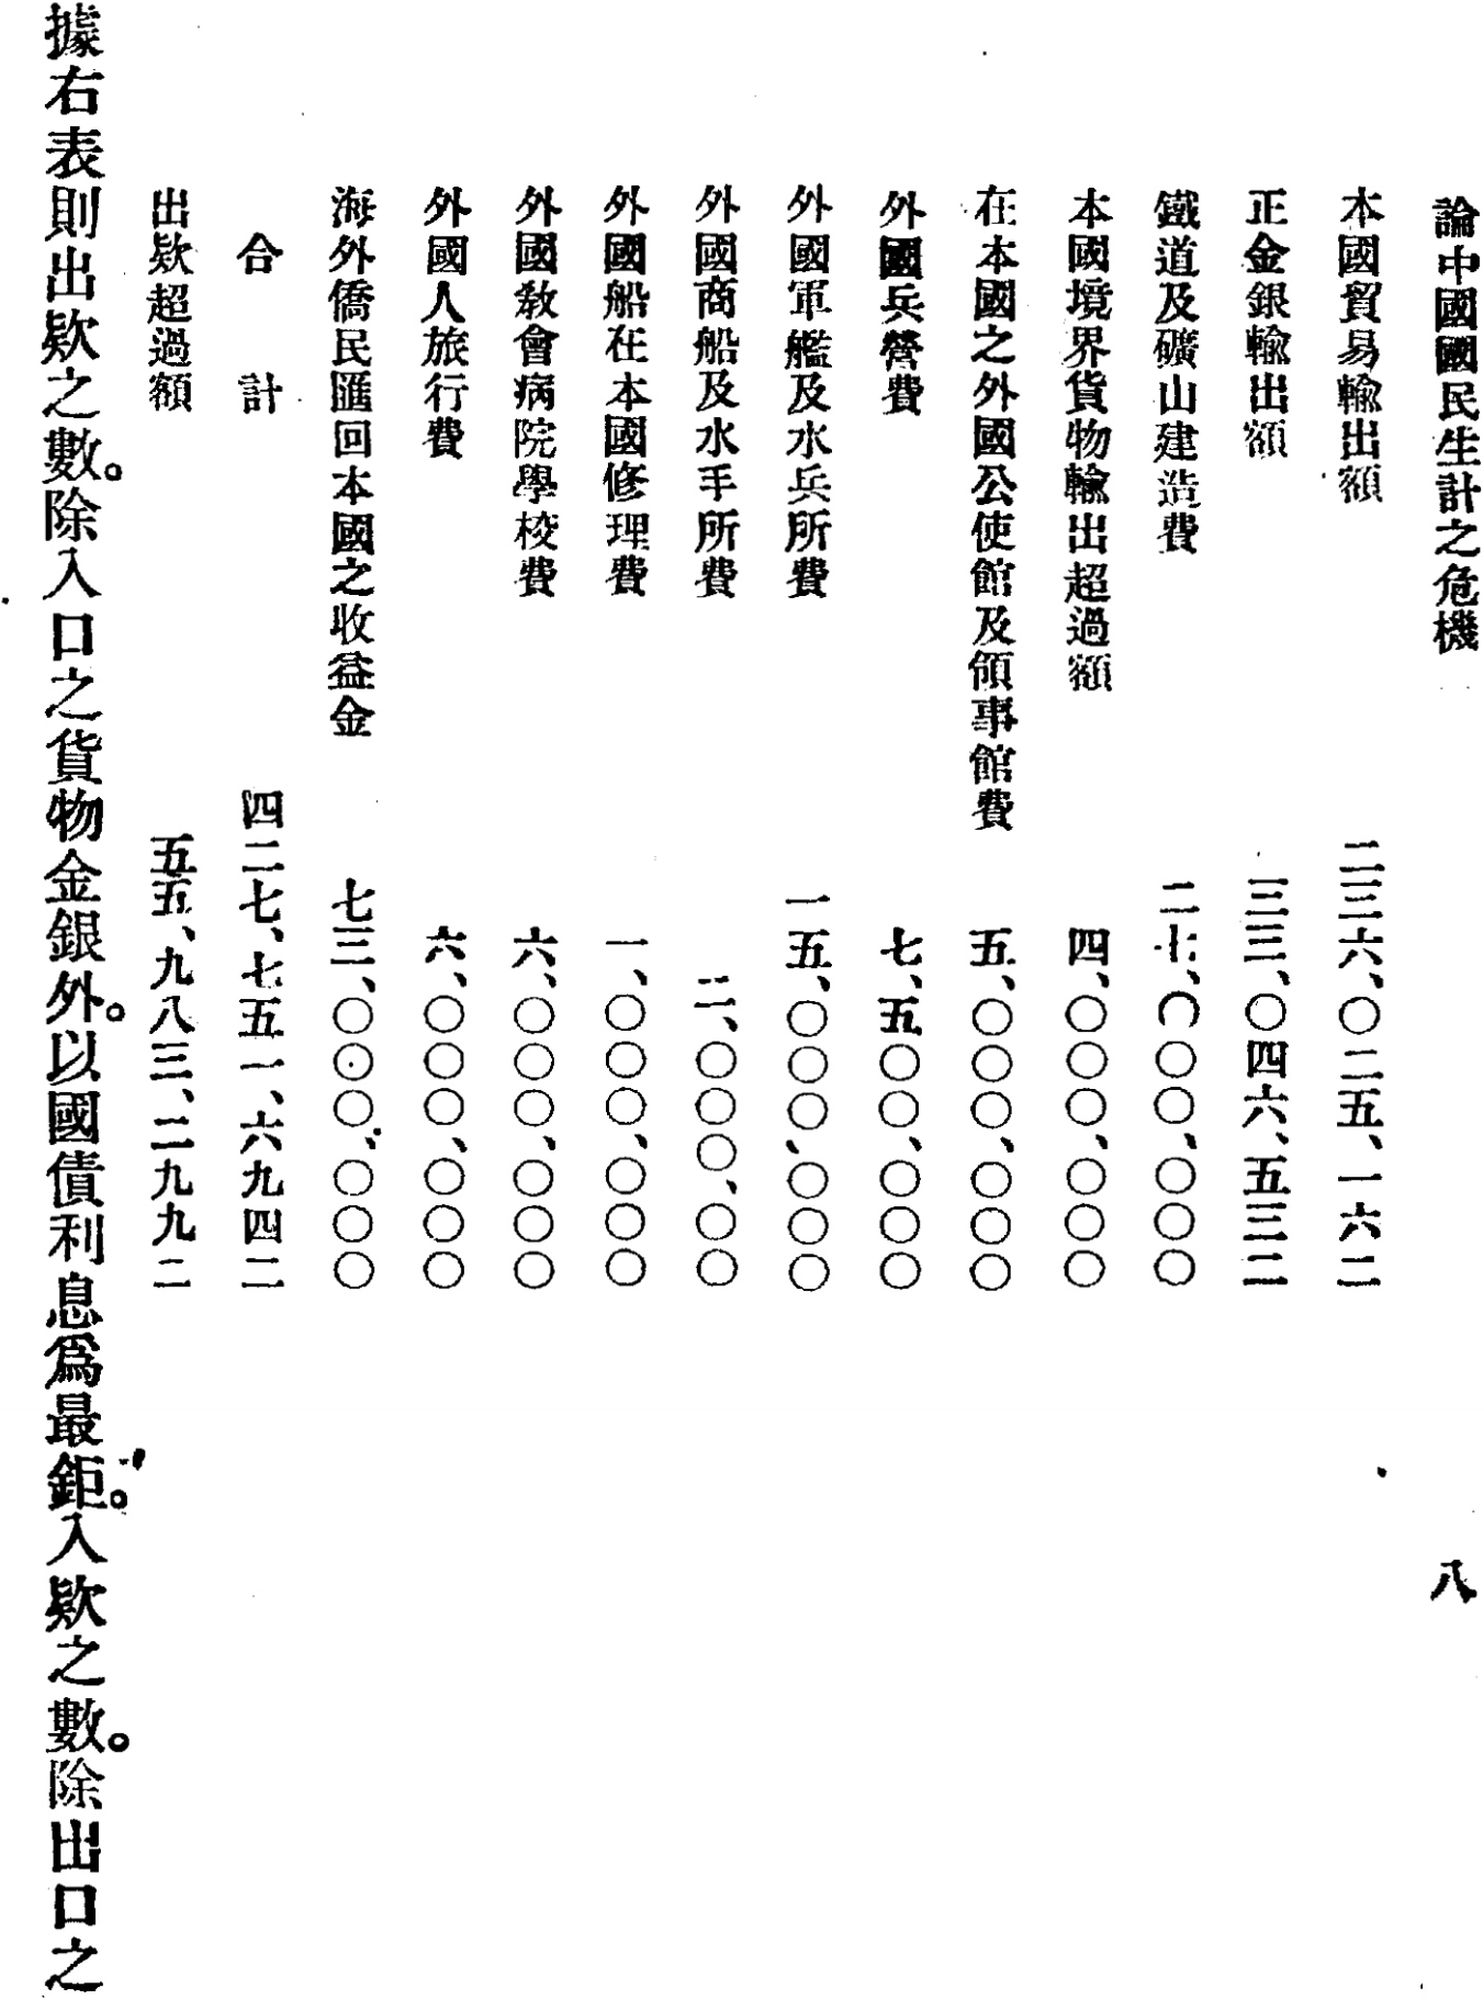 論中國國民生計之危機　八
本國貿易輸出額　二三六、〇二五、一六二
正金銀輸出額　三三、〇四六、五三二
鐵道及礦山建造費　二七、〇〇〇、〇〇〇
本國境界貨物輸出超過額　四、〇〇〇、〇〇〇
在本國之外國公使館及領事館費　五、〇〇〇、〇〇〇
外國兵營費　七、五〇〇、〇〇〇
外國軍艦及水兵所費　一五、〇〇〇、〇〇〇
外國商船及水手所費　二、〇〇〇、〇〇
外國船在本國修理費　一、〇〇〇、〇〇〇
外國敎會病院學校費　六、〇〇〇、〇〇〇
外國人旅行費　六、〇〇〇、〇〇〇
海外僑民匯回本國之收益金　七三、〇〇〇、〇〇〇
合計　四二七、七五一、六九四二
出欵超過額　五五、九八三、二九九二
據右表則出欵之數。除入口之貨物金銀外。以國債利息爲最鉅。入欵之數。除出口之